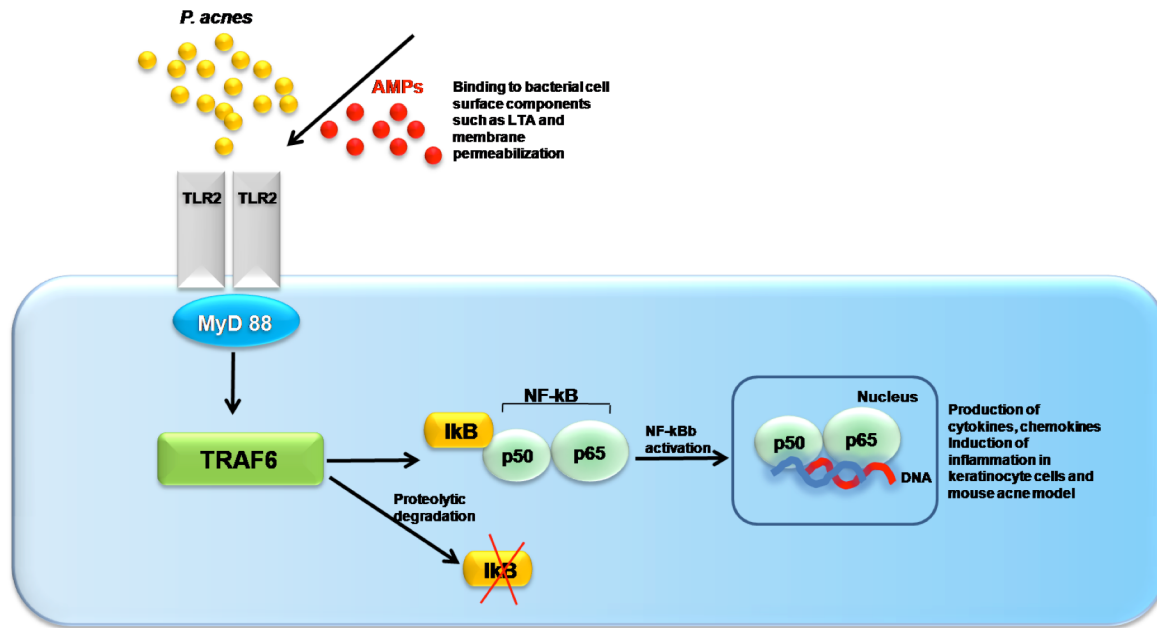 P. acnes
AMPs
Binding to bacterial cell
surface components
such as LTA and
membrane
permeabilization
TLR2
TLR2
MyD 88
TRAF6
Proteolytic
degradation
IkB
NF-kB
IkB
p50
p65
NF-kBb
activation
Nucleus
p50
p65
DNA
Production of
cytokines, chemokines
Induction of
inflammation in
keratinocyte cells and
mouse acne model